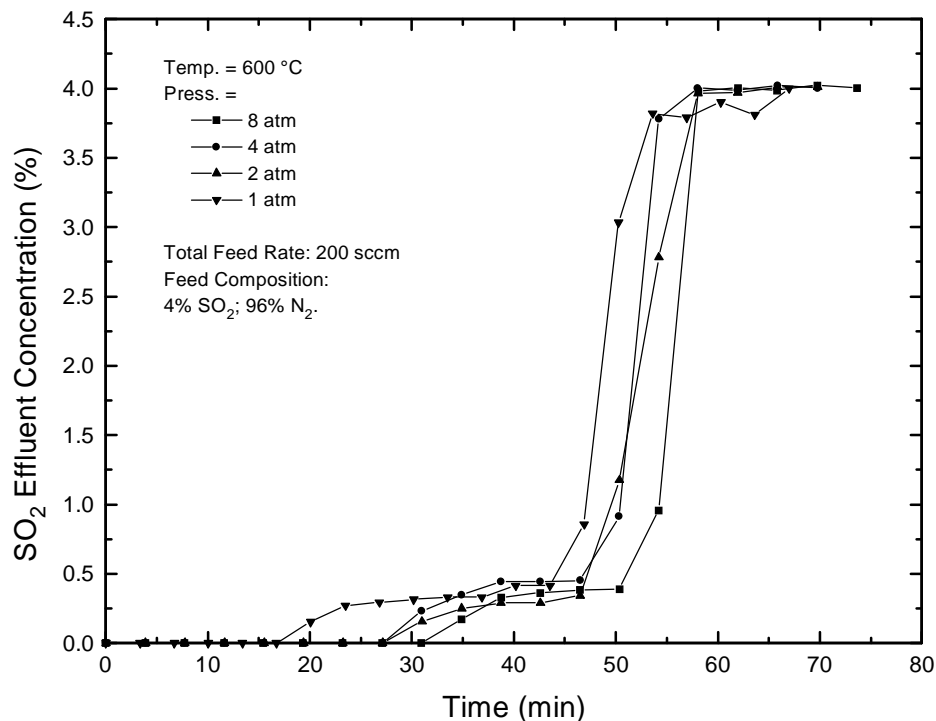 4.5
4.0
3.5
3.0
2.5
2.0
1.5
1.0
0.5
0.0
SO2 Effluent Concentration (%)
Temp. = 600 °C
Press. =
8 atm
4 atm
2 atm
1 atm
Total Feed Rate: 200 sccm
Feed Composition:
4% SO2; 96% N2.
0 10 20 30 40 50 60 70 80
Time (min)